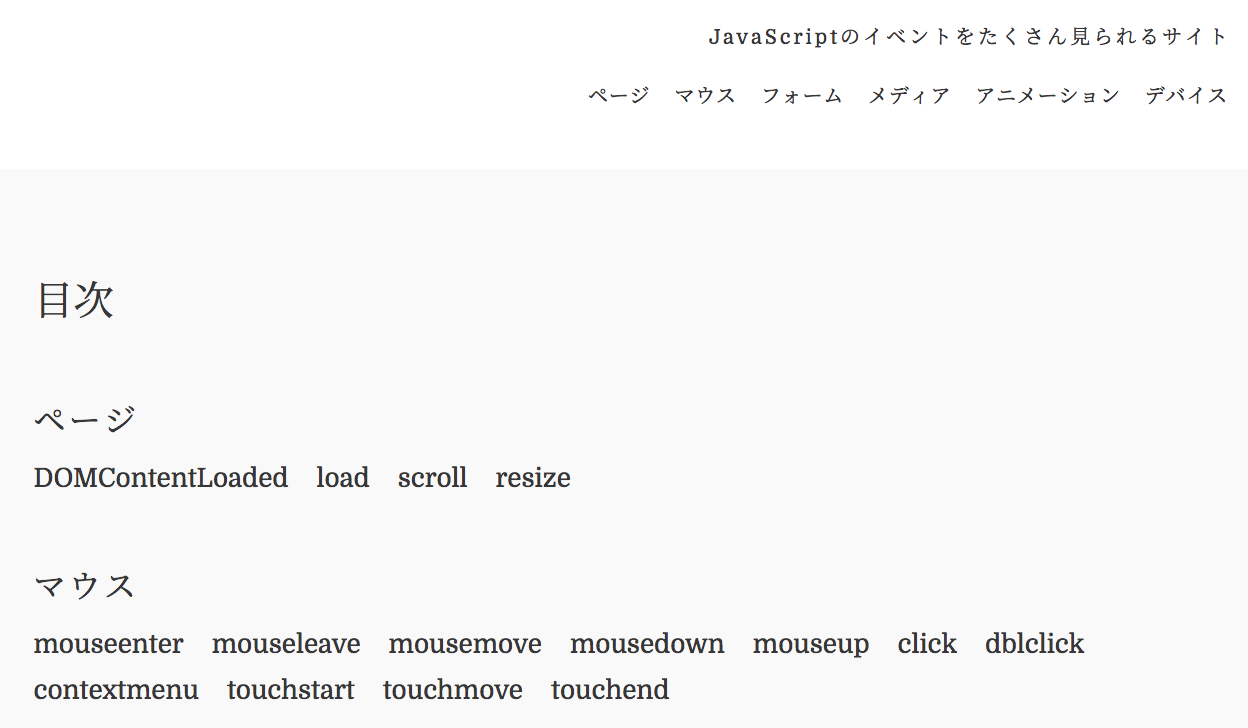 JavaScriptのイベントをたくさん見られるサイト
ページ マウス フォーム メディア アニメーション デバイス
目次
ページ
DOMContentLoaded load scroll resize
マウス
mouseenter mouseleave mousemove mousedown mouseup click dblclick
contextmenu touchstart touchmove touchend